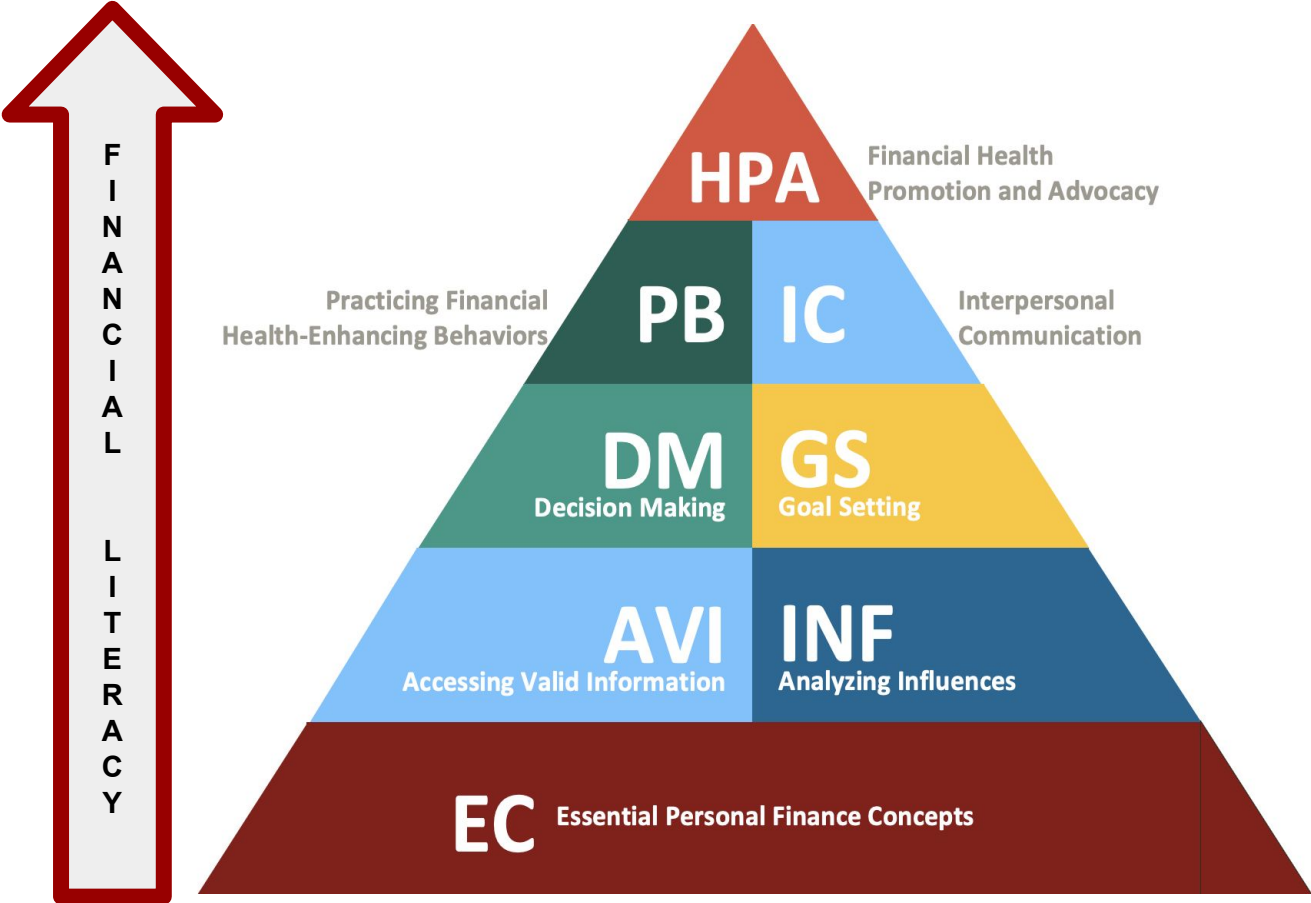 FINANCIAL LITERACY
HPA
Financial Health
Promotion and Advocacy
Practicing Financial
Health-Enhancing Behaviors
PB
IC
Interpersonal
Communication
DM
Decision Making
GS
Goal Setting
AVI
Accessing Valid Information
INF
Analyzing Influences
EC
Essential Personal Finance Concepts